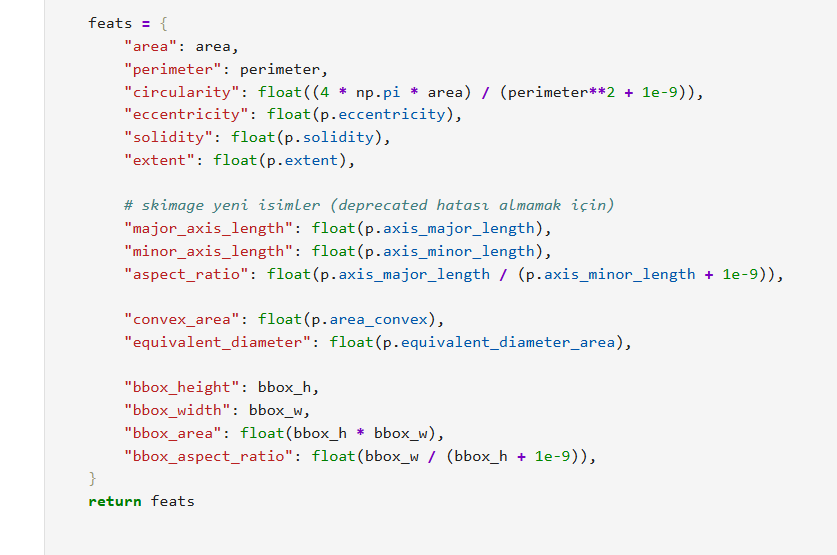 feats = {
"area": area,
"perimeter": perimeter,
"circularity": float((4 * np.pi * area) / (perimeter**2 + 1e-9)),
"eccentricity": float(p.eccentricity),
"solidity": float(p.solidity),
"extent": float(p.extent),
# skimage yeni isimler (deprecated hatası almamak için)
"major_axis_length": float(p.axis_major_length),
"minor_axis_length": float(p.axis_minor_length),
"aspect_ratio": float(p.axis_major_length / (p.axis_minor_length + 1e-9)),
"convex_area": float(p.area_convex),
"equivalent_diameter": float(p.equivalent_diameter_area),
"bbox_height": bbox_h,
"bbox_width": bbox_w,
"bbox_area": float(bbox_h * bbox_w),
"bbox_aspect_ratio": float(bbox_w / (bbox_h + 1e-9)),
}
return feats